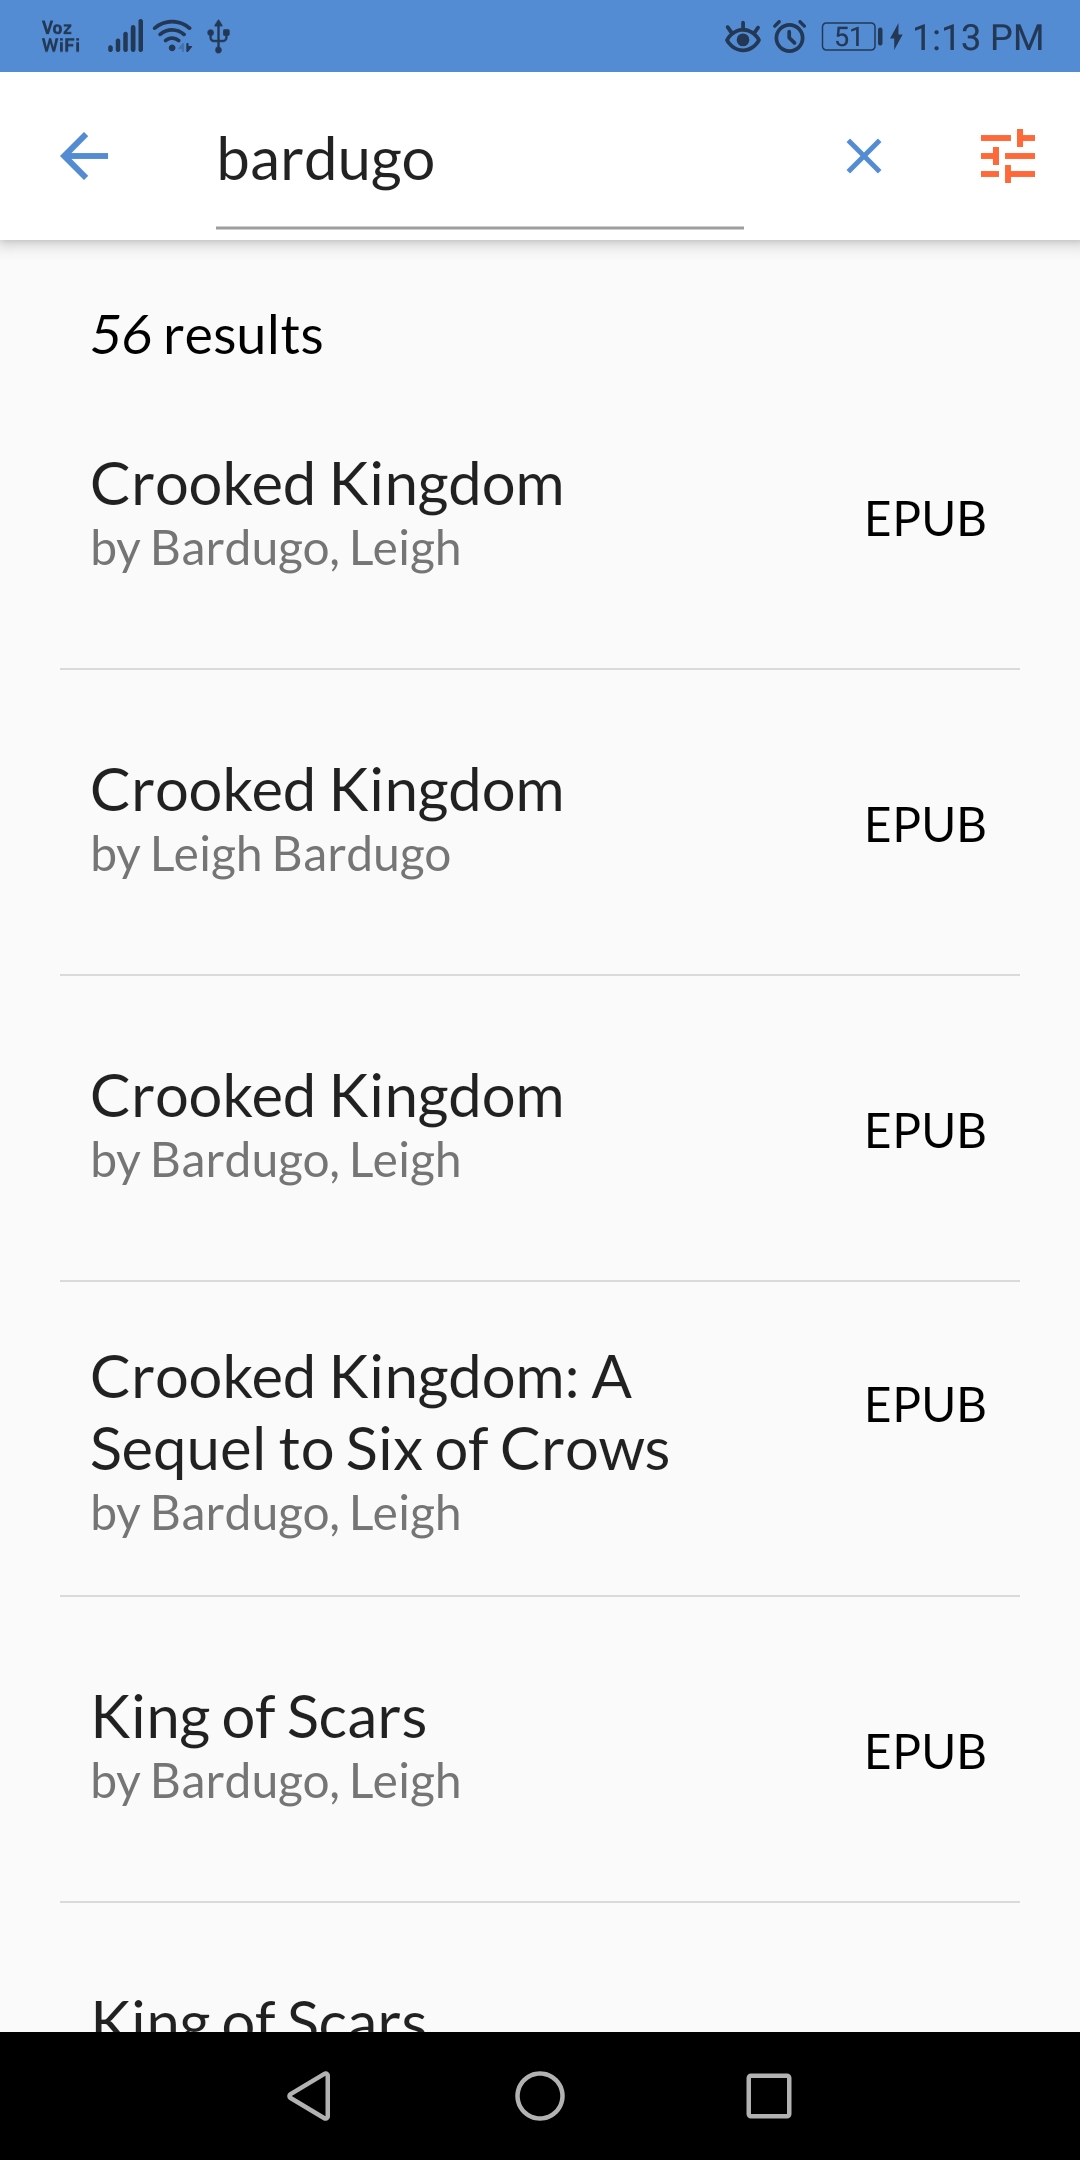 Voz
WiFi
51
1:13 PM
bardugo
56 results
Crooked Kingdom
by Bardugo, Leigh
EPUB
Crooked Kingdom
by Leigh Bardugo
EPUB
Crooked Kingdom
by Bardugo, Leigh
EPUB
Crooked Kingdom: A
Sequel to Six of Crows
by Bardugo, Leigh
EPUB
King of Scars
by Bardugo, Leigh
EPUB
King of Scars